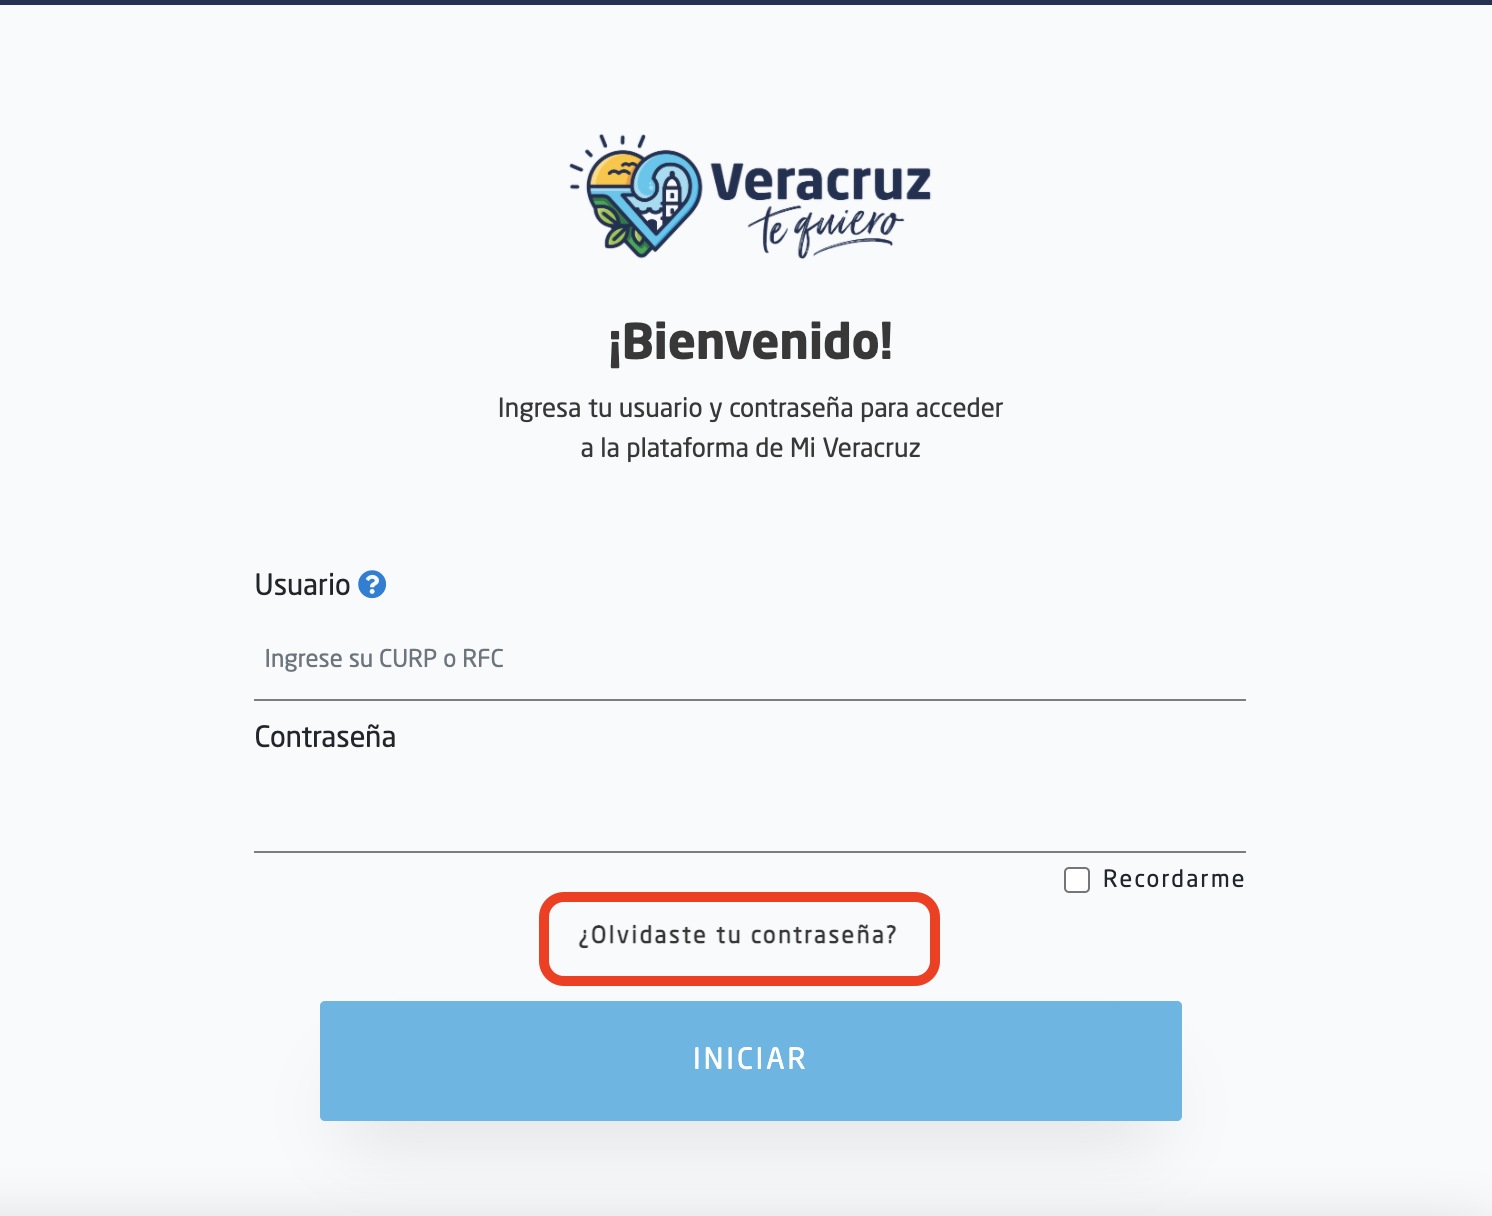 Veracruz
te quiero
¡Bienvenido!
Ingresa tu usuario y contraseña para acceder
a la plataforma de Mi Veracruz
Usuario ?
Ingrese su CURP o RFC
Contraseña
Recordarme
¿Olvidaste tu contraseña?
INICIAR